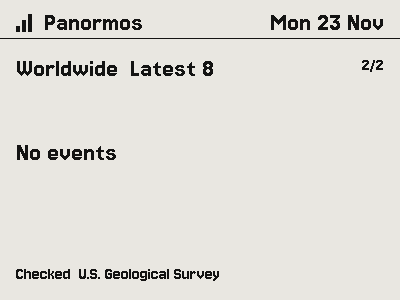 Panormos Mon 23 Nov
Worldwide Latest 8 2/2
No events
Checked U.S. Geological Survey